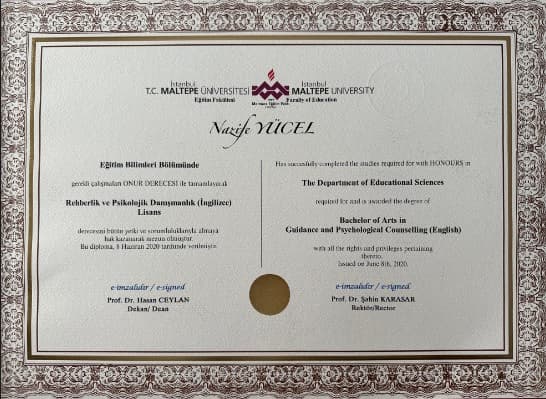 İstanbul
T.C. MALTEPE ÜNİVERSİTESİ
Eğitim Fakültesi
İstanbul
MALTEPE UNIVERSITY
Faculty of Education
Nazife YÜCEL
Eğitim Bilimleri Bölümünde
gerekli çalışmaları ONUR DERECESİ ile tamamlayarak
Rehberlik ve Psikolojik Danışmanlık (İngilizce)
Lisans
derecesini bütün yetki ve sorumluluklarıyla almaya
hak kazanarak mezun olmuştur.
Bu diploma, 8 Haziran 2020 tarihinde verilmiştir.
e-imzalıdır / e-signed
Prof. Dr. Hasan CEYLAN
Dekan/ Dean
Has succesfully completed the studies required for with HONOURS in
The Department of Educational Sciences
required for and is awarded the degree of
Bachelor of Arts in
Guidance and Psychological Counselling (English)
with all the rights and privileges pertaining
thereto.
Issued on June 8th, 2020.
e-imzalıdır / e-signed
Prof. Dr. Şahin KARASAR
Rektör/Rector